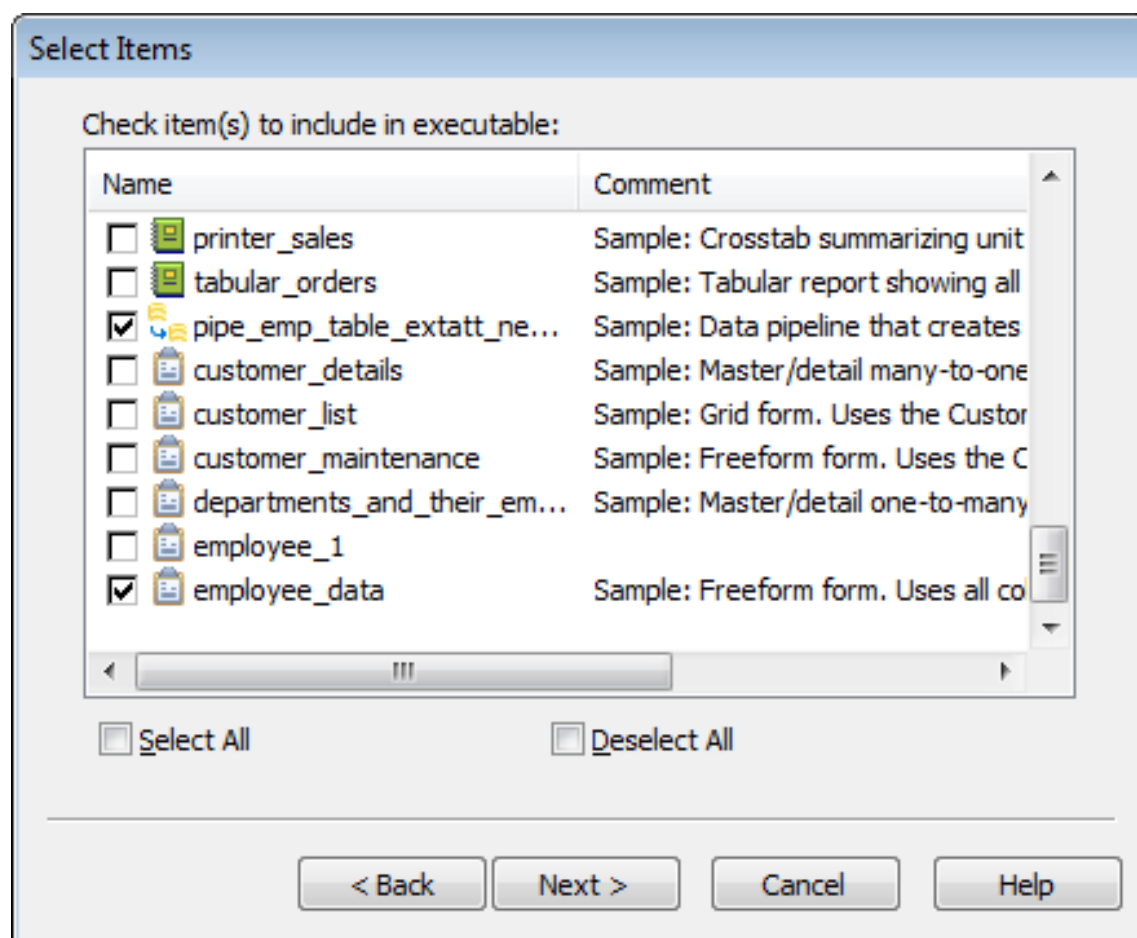 Select Items
Check item(s) to include in executable:
Name Comment
printer_sales Sample: Crosstab summarizing unit
tabular_orders Sample: Tabular report showing all
pipe_emp_table_extatt_ne... Sample: Data pipeline that creates
customer_details Sample: Master/detail many-to-one
customer_list Sample: Grid form. Uses the Custor
customer_maintenance Sample: Freeform form. Uses the C
departments_and_their_em... Sample: Master/detail one-to-many
employee_1
employee_data Sample: Freeform form. Uses all co
Select All Deselect All
< Back Next > Cancel Help